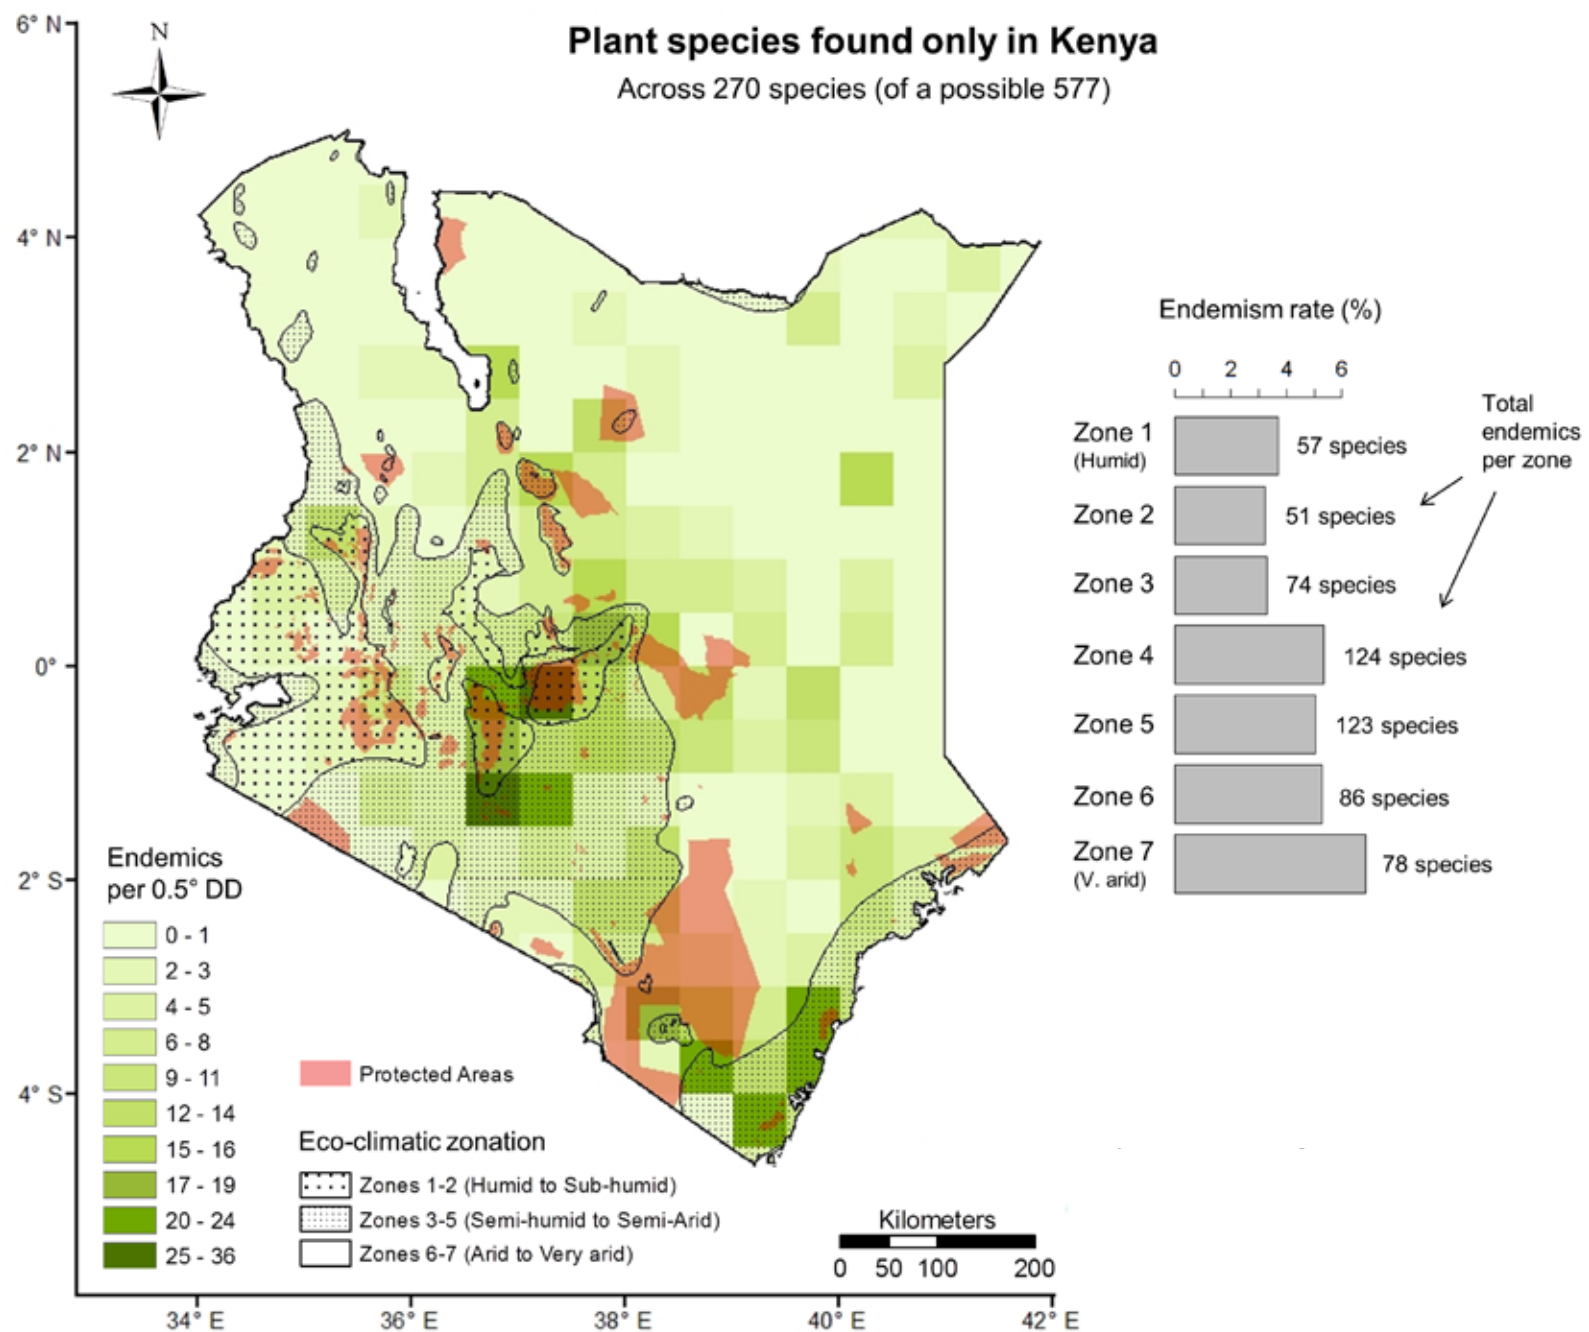 Plant species found only in Kenya
Across 270 species (of a possible 577)
N
6° N
4° N
2° N
0°
2° S
4° S
34° E
36° E
38° E
40° E
42° E
Endemics
per 0.5° DD
0 - 1
2 - 3
4 - 5
6 - 8
9 - 11
12 - 14
15 - 16
17 - 19
20 - 24
25 - 36
Protected Areas
Eco-climatic zonation
Zones 1-2 (Humid to Sub-humid)
Zones 3-5 (Semi-humid to Semi-Arid)
Zones 6-7 (Arid to Very arid)
Kilometers
0 50 100 200
Endemism rate (%)
0 2 4 6
Total
endemics
per zone
Zone 1
(Humid)
57 species
Zone 2
51 species
Zone 3
74 species
Zone 4
124 species
Zone 5
123 species
Zone 6
86 species
Zone 7
(V. arid)
78 species